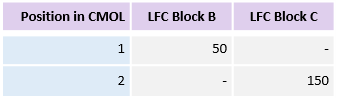 Position in CMOL LFC Block B LFC Block C
1 50 -
2 - 150